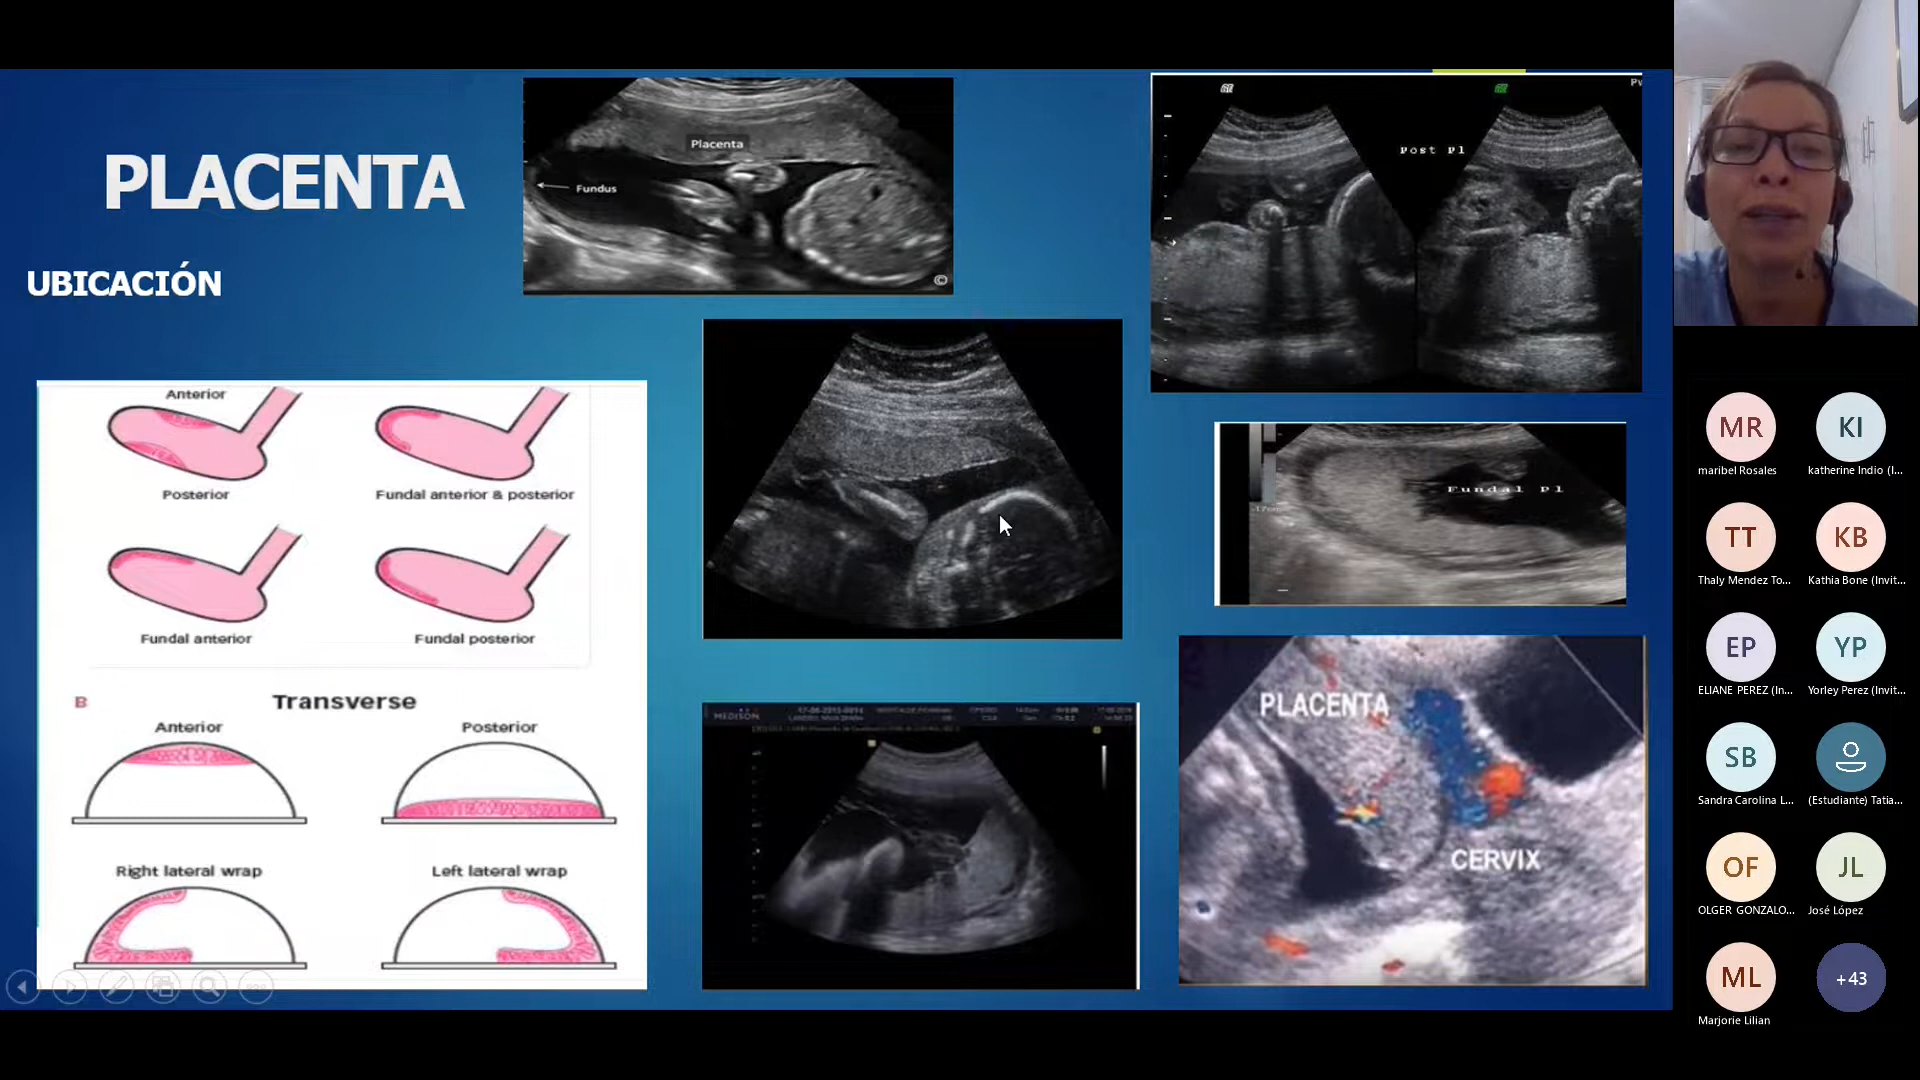 PLACENTA
UBICACIÓN
Placenta
Fundus
©
Post Pl
Fundal Pl
PLACENTA
CERVIX
MEDISON
Anterior
Posterior
Fundal anterior & posterior
Fundal anterior
Fundal posterior
B
Transverse
Anterior
Posterior
Right lateral wrap
Left lateral wrap
MR
maribel Rosales
KI
katherine Indio (I...
TT
Thaly Mendez To...
KB
Kathia Bone (Invit...
EP
ELIANE PEREZ (In...
YP
Yorley Perez (Invit...
SB
Sandra Carolina L...
(Estudiante) Tatia...
OF
OLGER GONZALO...
JL
José López
ML
Marjorie Lilian
+43